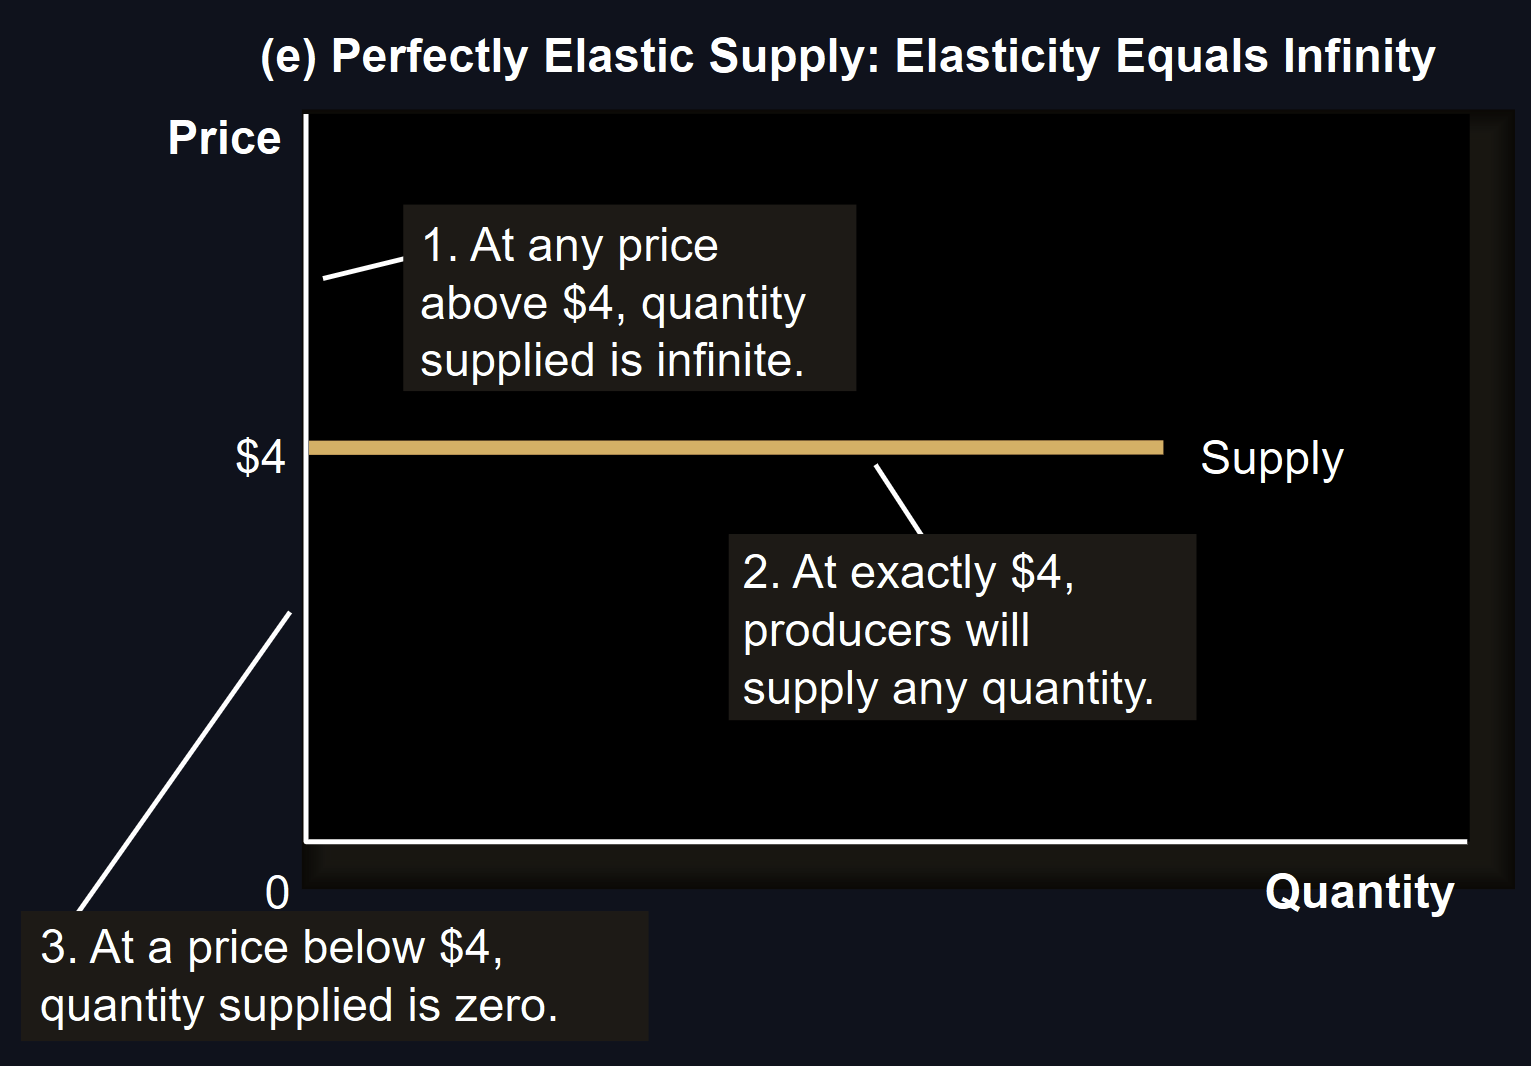 (e) Perfectly Elastic Supply: Elasticity Equals Infinity
Price
1. At any price
above $4, quantity
supplied is infinite.
$4
Supply
2. At exactly $4,
producers will
supply any quantity.
0
Quantity
3. At a price below $4,
quantity supplied is zero.